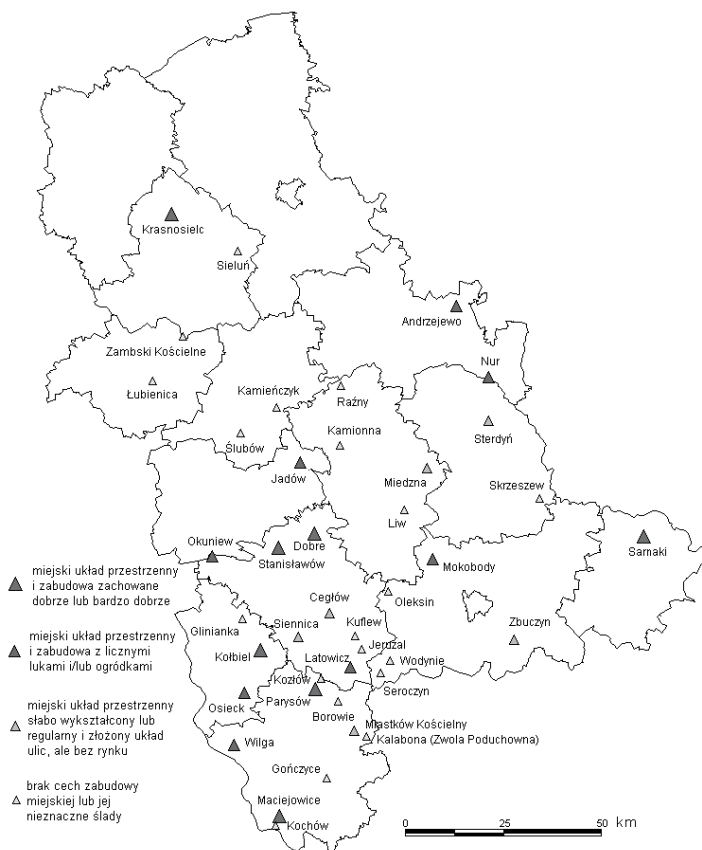 Krasnosielc
Sieluń
Andrzejewo
Zambski Kościelne
Nur
Łubienica
Kamieńczyk
Raźny
Ślubów
Kamionna
Sterdyń
Jadów
Miedzna
Skrzeszew
Liw
Okuniew
Dobre
Stanisławów
Sarnaki
Mokobody
miejski układ przestrzenny
i zabudowa zachowane
dobrze lub bardzo dobrze
Cegłów
Oleksin
Glinianka
Siennica
Kuflew
Zbuczyn
miejski układ przestrzenny
i zabudowa z licznymi
lukami i/lub ogródkami
Kołbiel
Jeruzal
Latowicz
Wodynie
Kozłów
Seroczyn
Osieck
Parysów
Borowie
miejski układ przestrzenny
słabo wykształcony lub
regularny i złożony układ
ulic, ale bez rynku
Miastków Kościelny
Kalabona (Zwola Poduchowna)
Wilga
Gończyce
brak cech zabudowy
miejskiej lub jej
nieznaczne ślady
Maciejowice
Kochów
0 25 50 km